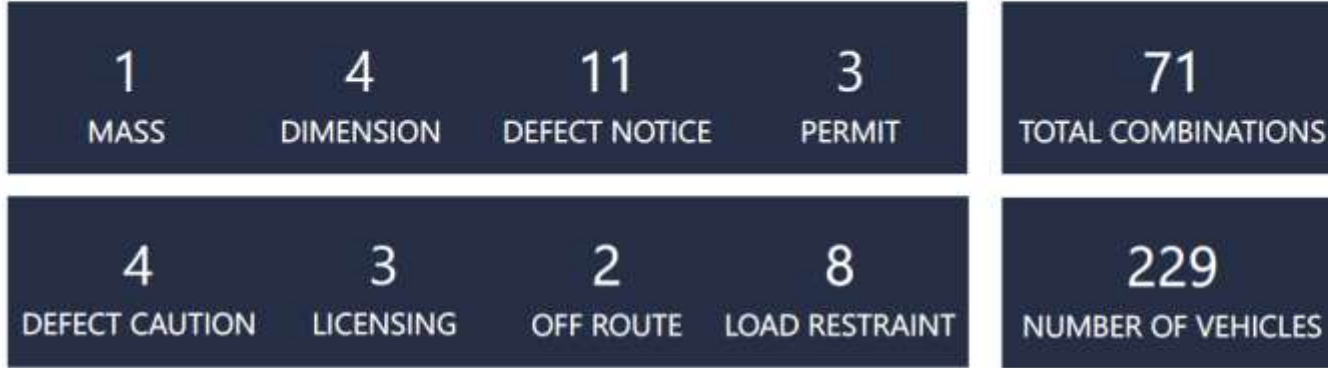 1 4 11 3 71
MASS DIMENSION DEFECT NOTICE PERMIT TOTAL COMBINATIONS
4 3 2 8 229
DEFECT CAUTION LICENSING OFF ROUTE LOAD RESTRAINT NUMBER OF VEHICLES